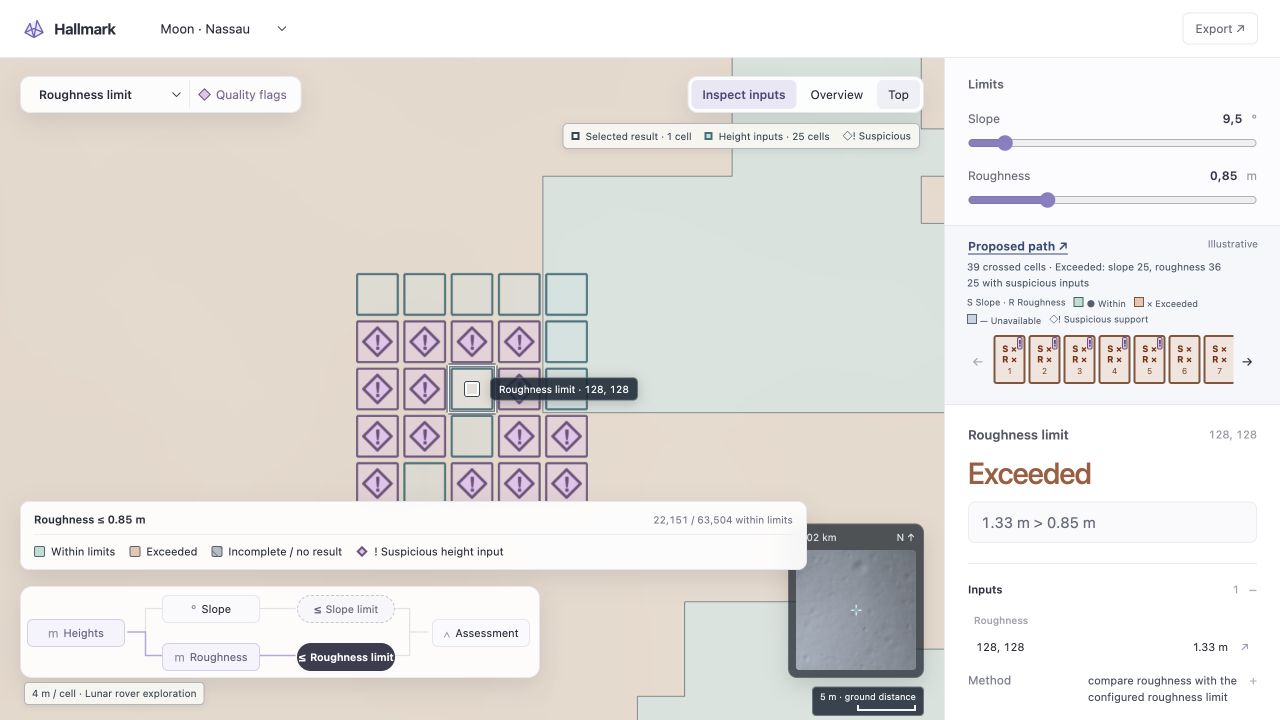 Hallmark
Moon · Nassau
Export ↗
Roughness limit
Quality flags
Inspect inputs
Overview
Top
Selected result · 1 cell
Height inputs · 25 cells
! Suspicious
Roughness limit · 128, 128
Roughness ≤ 0.85 m
22,151 / 63,504 within limits
Within limits
Exceeded
Incomplete / no result
! Suspicious height input
02 km
N ↑
m Heights
° Slope
≤ Slope limit
m Roughness
≤ Roughness limit
∧ Assessment
4 m / cell · Lunar rover exploration
5 m · ground distance
Limits
Slope
9,5 °
Roughness
0,85 m
Proposed path ↗
Illustrative
39 crossed cells · Exceeded: slope 25, roughness 36
25 with suspicious inputs
S Slope · R Roughness
● Within
× Exceeded
— Unavailable
! Suspicious support
←
S × R × 1
S × R × 2
S × R × 3
S × R × 4
S × R × 5
S × R × 6
S × R × 7
→
Roughness limit
128, 128
Exceeded
1.33 m > 0.85 m
Inputs
1 −
Roughness
128, 128
1.33 m ↗
Method
compare roughness with the +
configured roughness limit